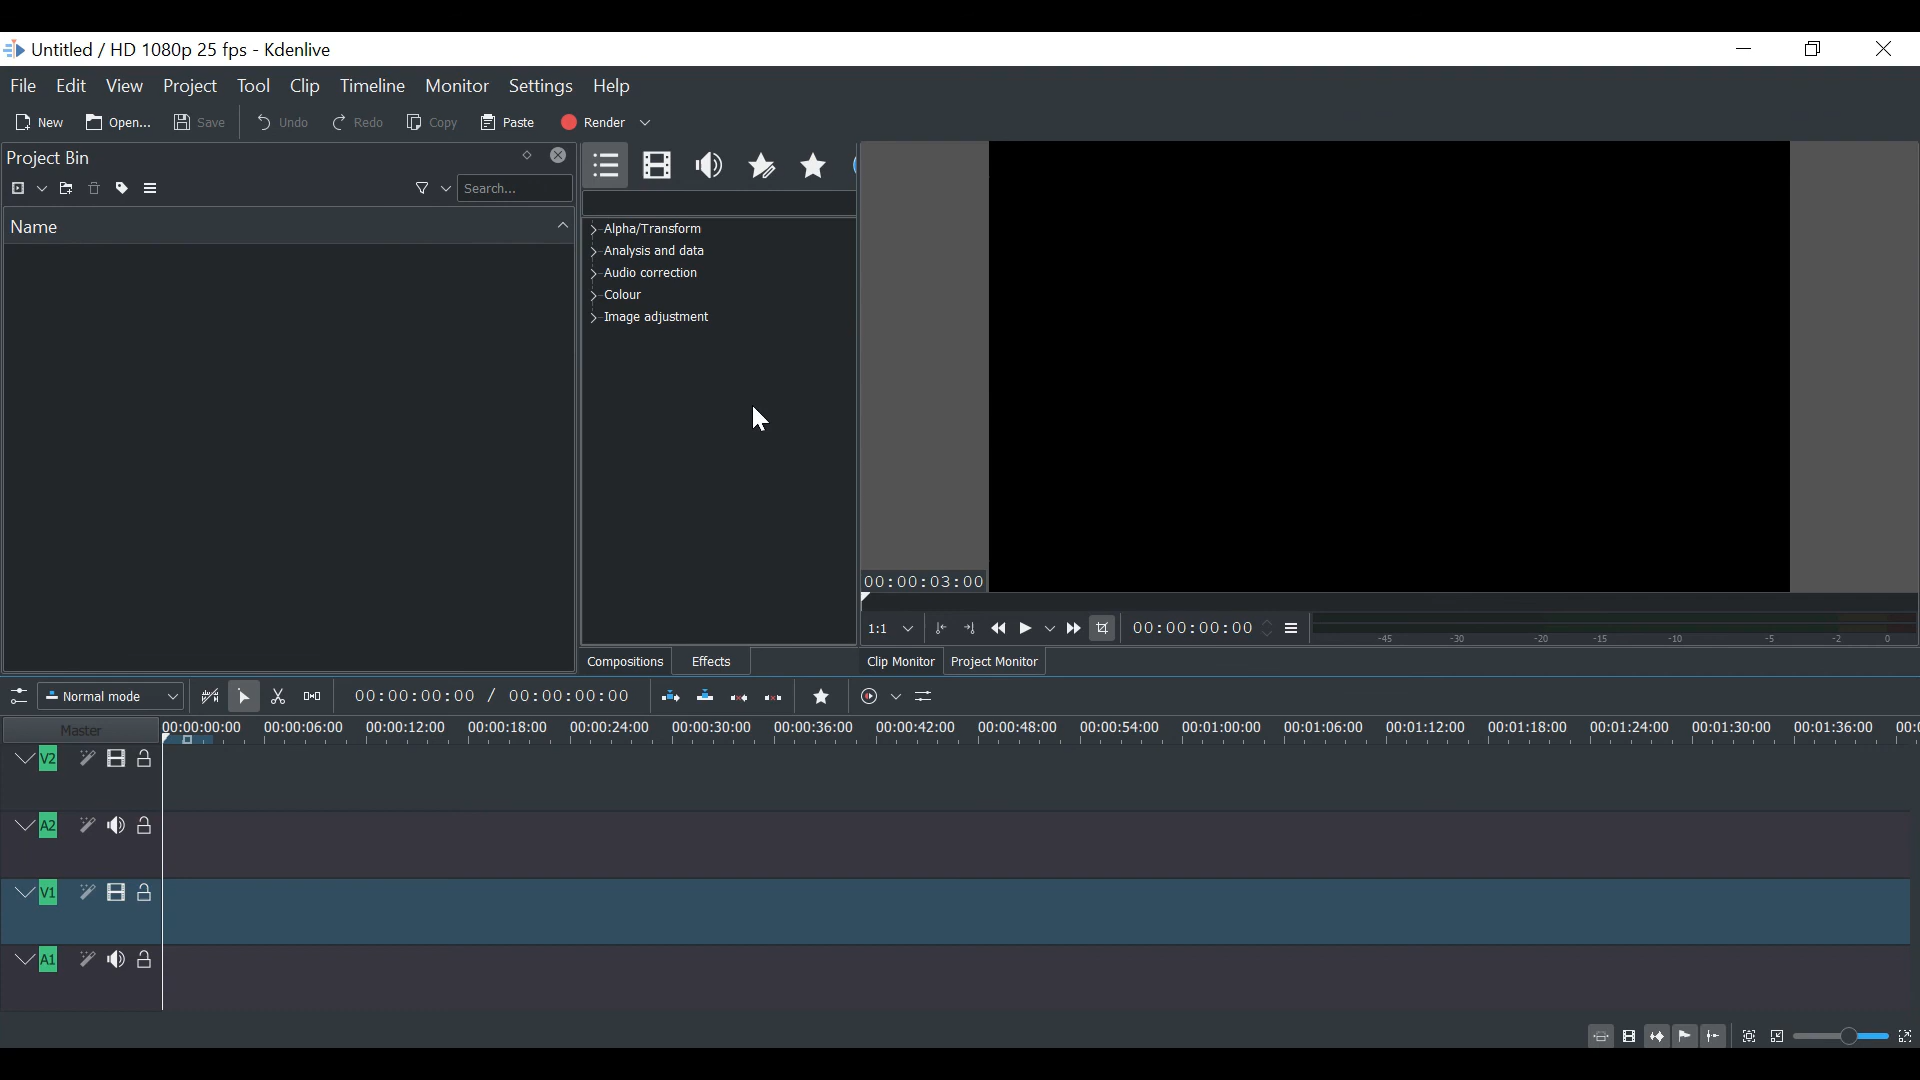 Untitled / HD 1080p 25 fps - Kdenlive
File Edit View Project Tool Clip Timeline Monitor Settings Help
New Open... Save Undo Redo Copy Paste Render
Project Bin
Search...
Name
Alpha/Transform
Analysis and data
Audio correction
Colour
Image adjustment
00:00:03:00
1:1 00:00:00:00
-45 -30 -20 -15 -10 -5 -2 0
Compositions Effects Clip Monitor Project Monitor
Normal mode 00:00:00:00 / 00:00:00:00
Master
00:00:00:00 00:00:06:00 00:00:12:00 00:00:18:00 00:00:24:00 00:00:30:00 00:00:36:00 00:00:42:00 00:00:48:00 00:00:54:00 00:01:00:00 00:01:06:00 00:01:12:00 00:01:18:00 00:01:24:00 00:01:30:00 00:01:36:00 00:0
V2
A2
V1
A1